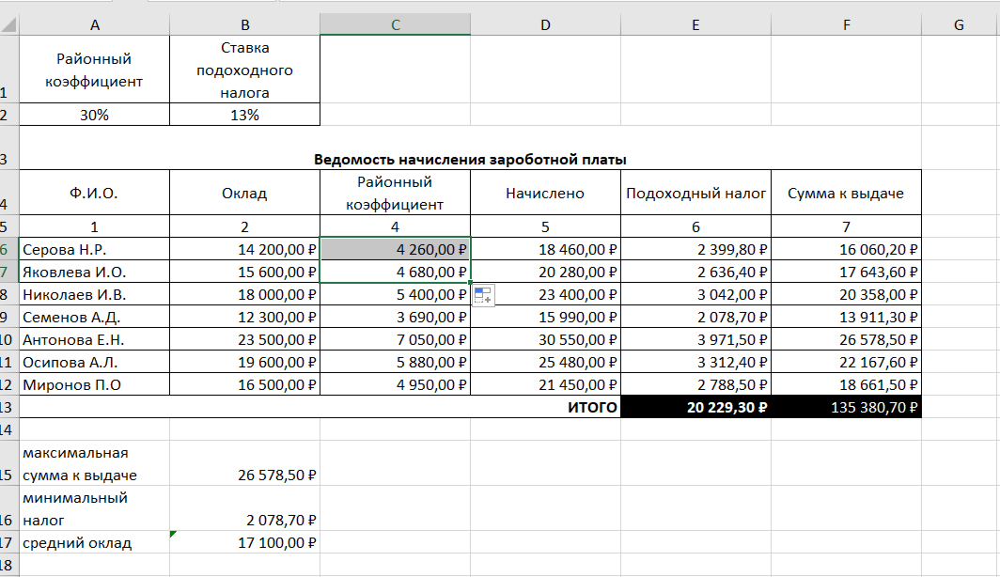 A B C D E F G
1 Районный коэффициент Ставка подоходного налога
2 30% 13%
3 Ведомость начисления зароботной платы
4 Ф.И.О. Оклад Районный коэффициент Начислено Подоходный налог Сумма к выдаче
5 1 2 4 5 6 7
6 Серова Н.Р. 14 200,00 ₽ 4 260,00 ₽ 18 460,00 ₽ 2 399,80 ₽ 16 060,20 ₽
7 Яковлева И.О. 15 600,00 ₽ 4 680,00 ₽ 20 280,00 ₽ 2 636,40 ₽ 17 643,60 ₽
8 Николаев И.В. 18 000,00 ₽ 5 400,00 ₽ 23 400,00 ₽ 3 042,00 ₽ 20 358,00 ₽
9 Семенов А.Д. 12 300,00 ₽ 3 690,00 ₽ 15 990,00 ₽ 2 078,70 ₽ 13 911,30 ₽
10 Антонова Е.Н. 23 500,00 ₽ 7 050,00 ₽ 30 550,00 ₽ 3 971,50 ₽ 26 578,50 ₽
11 Осипова А.Л. 19 600,00 ₽ 5 880,00 ₽ 25 480,00 ₽ 3 312,40 ₽ 22 167,60 ₽
12 Миронов П.О 16 500,00 ₽ 4 950,00 ₽ 21 450,00 ₽ 2 788,50 ₽ 18 661,50 ₽
13 ИТОГО 20 229,30 ₽ 135 380,70 ₽
14
максимальная
15 сумма к выдаче 26 578,50 ₽
минимальный
16 налог 2 078,70 ₽
17 средний оклад 17 100,00 ₽
18